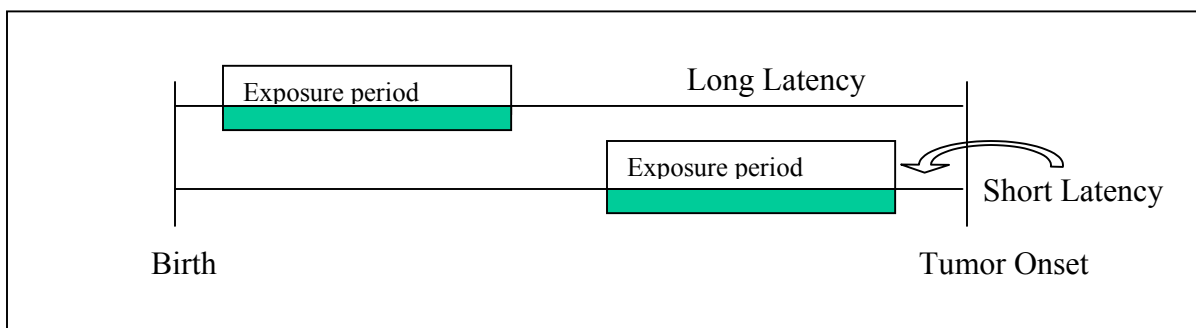 Exposure period
Long Latency
Exposure period
Short Latency
Birth
Tumor Onset